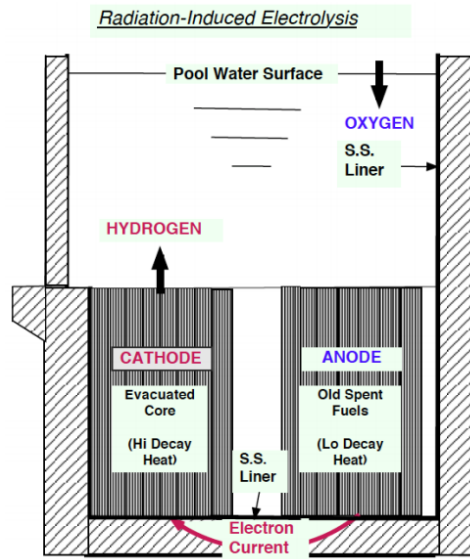 Radiation-Induced Electrolysis
Pool Water Surface
OXYGEN
S.S.
Liner
HYDROGEN
CATHODE
Evacuated
Core
(Hi Decay
Heat)
ANODE
Old Spent
Fuels
(Lo Decay
Heat)
S.S.
Liner
Electron
Current